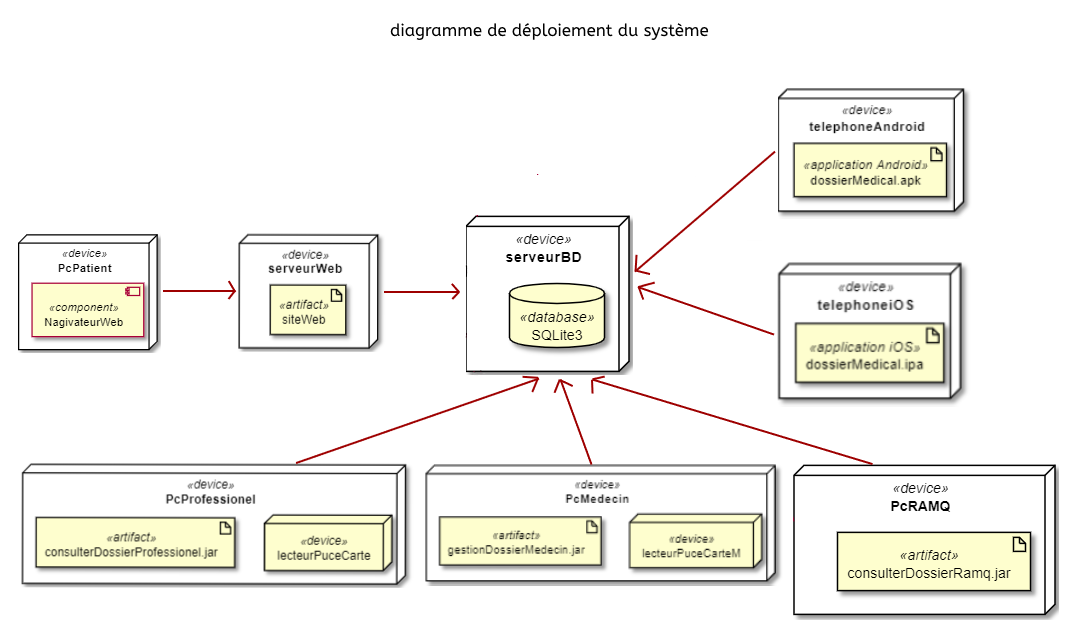 diagramme de déploiement du système
«device»
telephoneAndroid
«application Android»
dossierMedical.apk
«device»
PcPatient
«component»
NagivateurWeb
«device»
serveurWeb
«artifact»
siteWeb
«device»
serveurBD
«database»
SQLite3
«device»
telephoneiOS
«application iOS»
dossierMedical.ipa
«device»
PcProfessionel
«artifact»
consulterDossierProfessionel.jar
«device»
lecteurPuceCarte
«device»
PcMedecin
«artifact»
gestionDossierMedecin.jar
«device»
lecteurPuceCarteM
«device»
PcRAMQ
«artifact»
consulterDossierRamq.jar